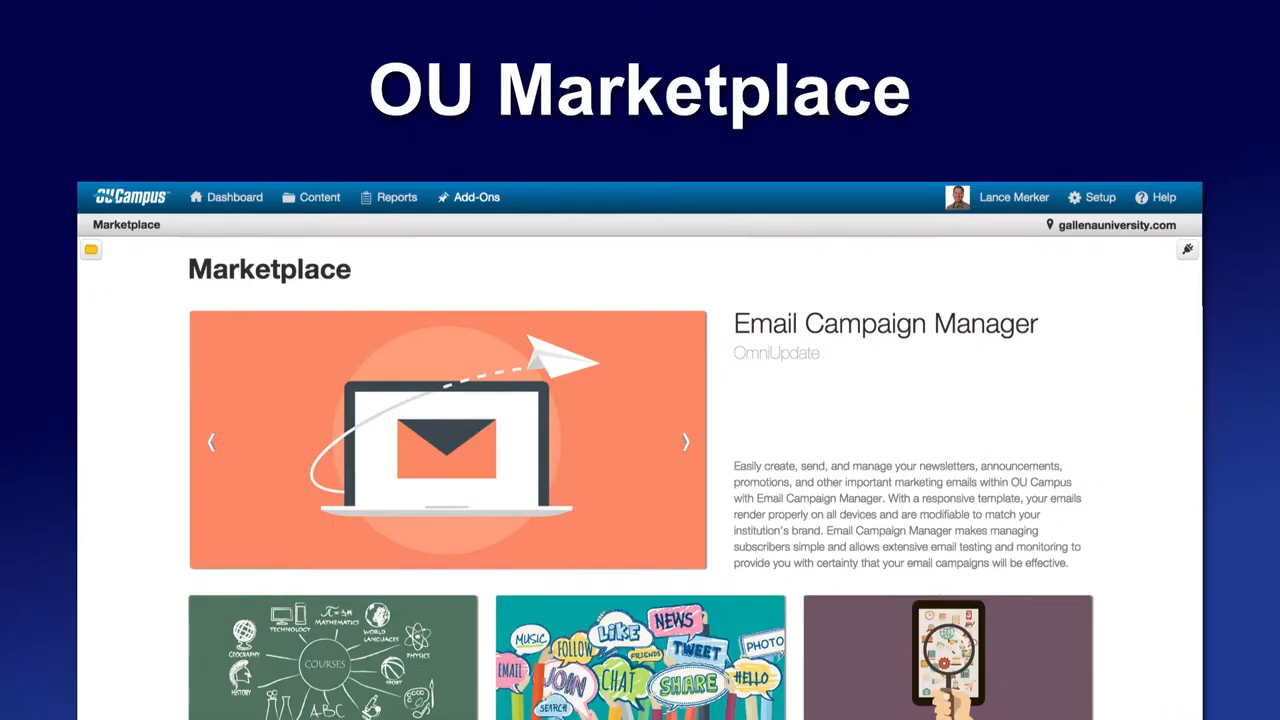 OU Marketplace
OU Campus
Dashboard
Content
Reports
Add-Ons
Lance Merker
Setup
Help
Marketplace
gallenauniversity.com
Marketplace
Email Campaign Manager
OmniUpdate
Easily create, send, and manage your newsletters, announcements,
promotions, and other important marketing emails within OU Campus
with Email Campaign Manager. With a responsive template, your emails
render properly on all devices and are modifiable to match your
institution's brand. Email Campaign Manager makes managing
subscribers simple and allows extensive email testing and monitoring to
provide you with certainty that your email campaigns will be effective.
TECHNOLOGY
MATHEMATICS
WORLD
LANGUAGES
GEOGRAPHY
PHYSICS
COURSES
HISTORY
SPORT
ABC
MUSIC
FOLLOW
LIKE
NEWS
FRIENDS
TWEET
PHOTO
EMAIL
JOIN
CHAT
SHARE
HELLO
SEARCH